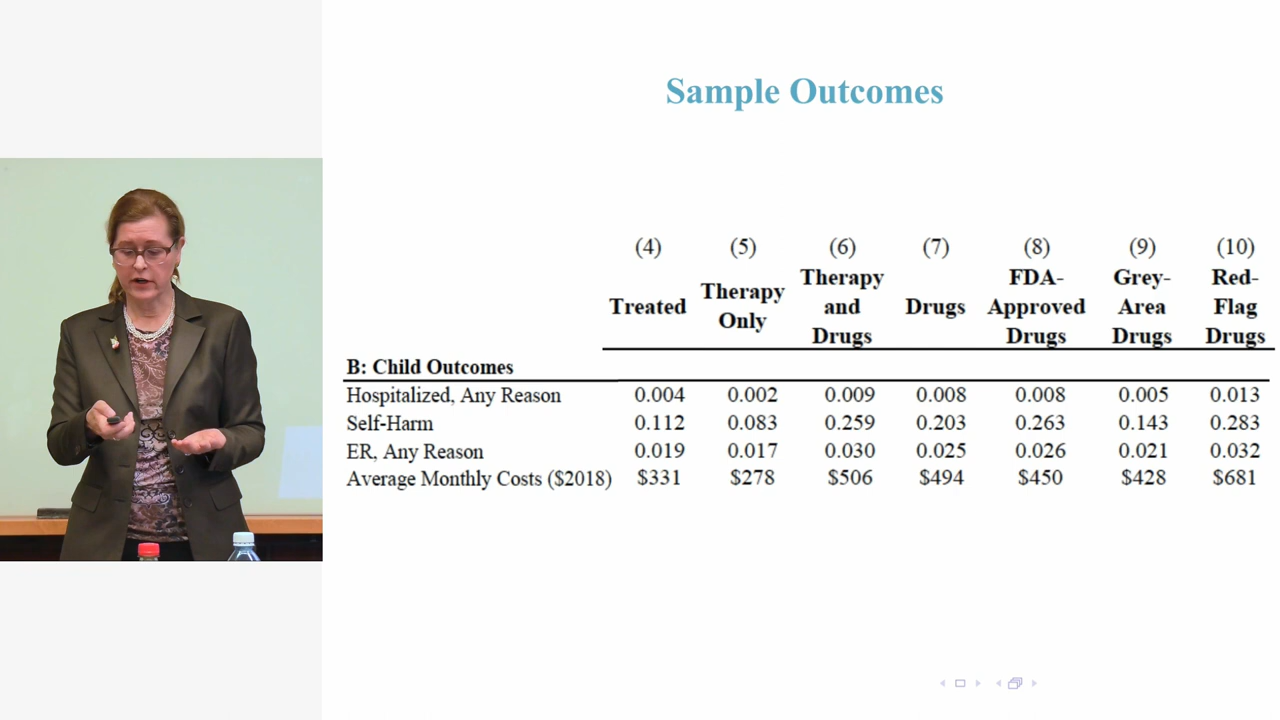 Sample Outcomes
(4) (5) (6) (7) (8) (9) (10)
Treated Therapy Only Therapy and Drugs Drugs FDA-Approved Drugs Grey-Area Drugs Red-Flag Drugs
B: Child Outcomes
Hospitalized, Any Reason 0.004 0.002 0.009 0.008 0.008 0.005 0.013
Self-Harm 0.112 0.083 0.259 0.203 0.263 0.143 0.283
ER, Any Reason 0.019 0.017 0.030 0.025 0.026 0.021 0.032
Average Monthly Costs ($2018) $331 $278 $506 $494 $450 $428 $681